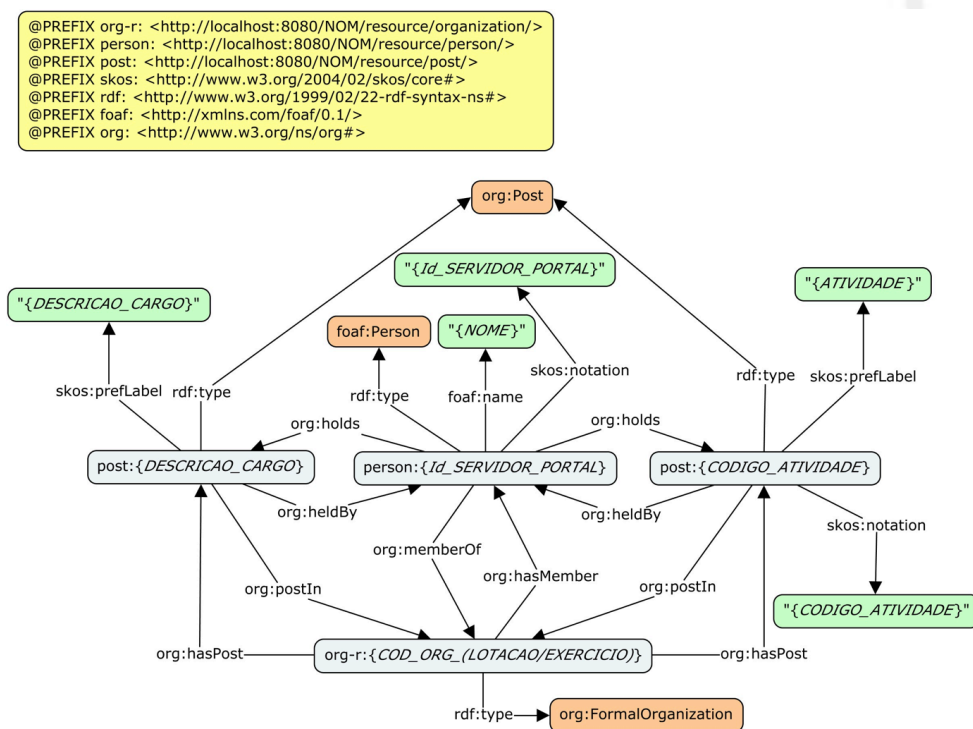 @PREFIX org-r: <http://localhost:8080/NOM/resource/organization/>
@PREFIX person: <http://localhost:8080/NOM/resource/person/>
@PREFIX post: <http://localhost:8080/NOM/resource/post/>
@PREFIX skos: <http://www.w3.org/2004/02/skos/core#>
@PREFIX rdf: <http://www.w3.org/1999/02/22-rdf-syntax-ns#>
@PREFIX foaf: <http://xmlns.com/foaf/0.1/>
@PREFIX org: <http://www.w3.org/ns/org#>
org:Post
"{Id_SERVIDOR_PORTAL}"
"{ATIVIDADE}"
"{DESCRICAO_CARGO}"
foaf:Person
"{NOME}"
skos:notation
rdf:type
skos:prefLabel
skos:prefLabel
rdf:type
rdf:type
foaf:name
org:holds
org:holds
post:{DESCRICAO_CARGO}
person:{Id_SERVIDOR_PORTAL}
post:{CODIGO_ATIVIDADE}
org:heldBy
org:heldBy
skos:notation
org:memberOf
org:hasMember
org:postIn
org:postIn
"{CODIGO_ATIVIDADE}"
org:hasPost
org-r:{COD_ORG_(LOTACAO/EXERCICIO)}
org:hasPost
rdf:type
org:FormalOrganization